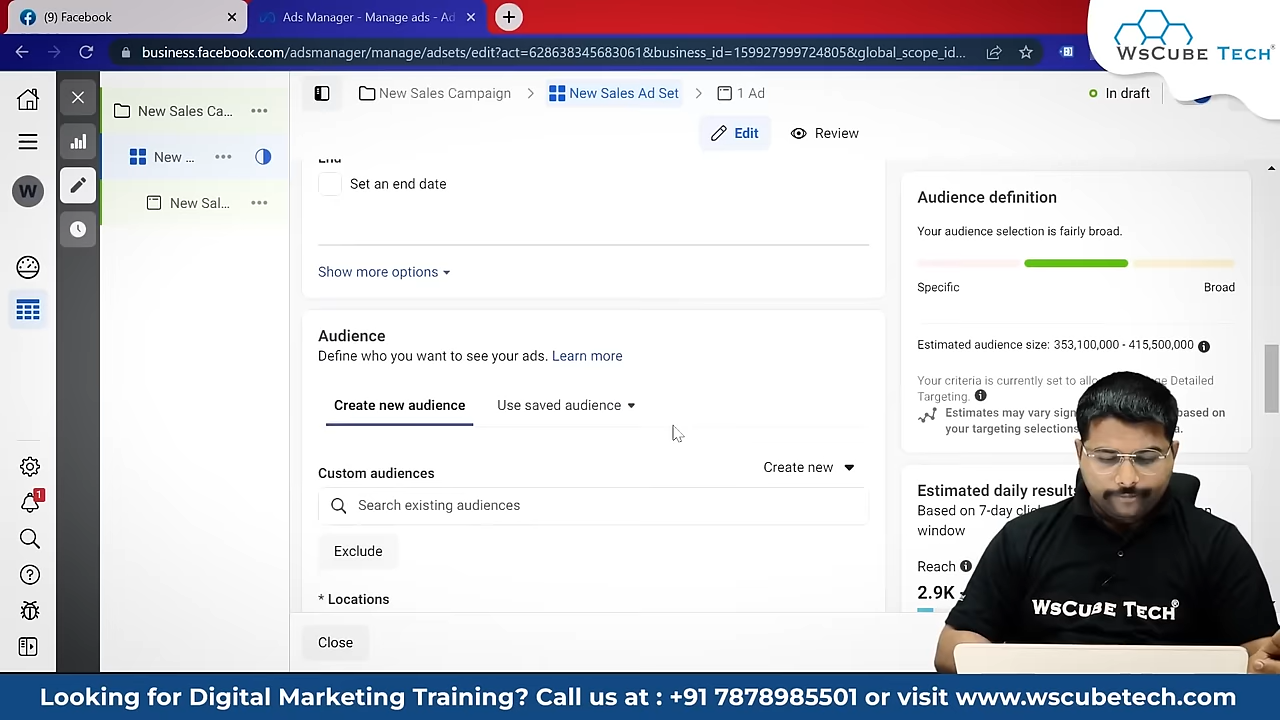 (9) Facebook
Ads Manager - Manage ads - Ad
WsCube Tech®
business.facebook.com/adsmanager/manage/adsets/edit?act=628638345683061&business_id=159927999724805&global_scope_id...
New Sales Ca...
New Sales Campaign
New Sales Ad Set
1 Ad
In draft
Edit
Review
W
New ...
New Sal...
End
Set an end date
Show more options
Audience
Define who you want to see your ads. Learn more
Create new audience
Use saved audience
Custom audiences
Create new
Search existing audiences
Exclude
* Locations
Close
Audience definition
Your audience selection is fairly broad.
Specific
Broad
Estimated audience size: 353,100,000 - 415,500,000
Your criteria is currently set to
Detailed
Targeting.
Estimates may vary
based on
your targeting selections
Estimated daily results
Based on 7-day
window
Reach
2.9K
1
WsCube Tech®
Looking for Digital Marketing Training? Call us at : +91 7878985501 or visit www.wscubetech.com